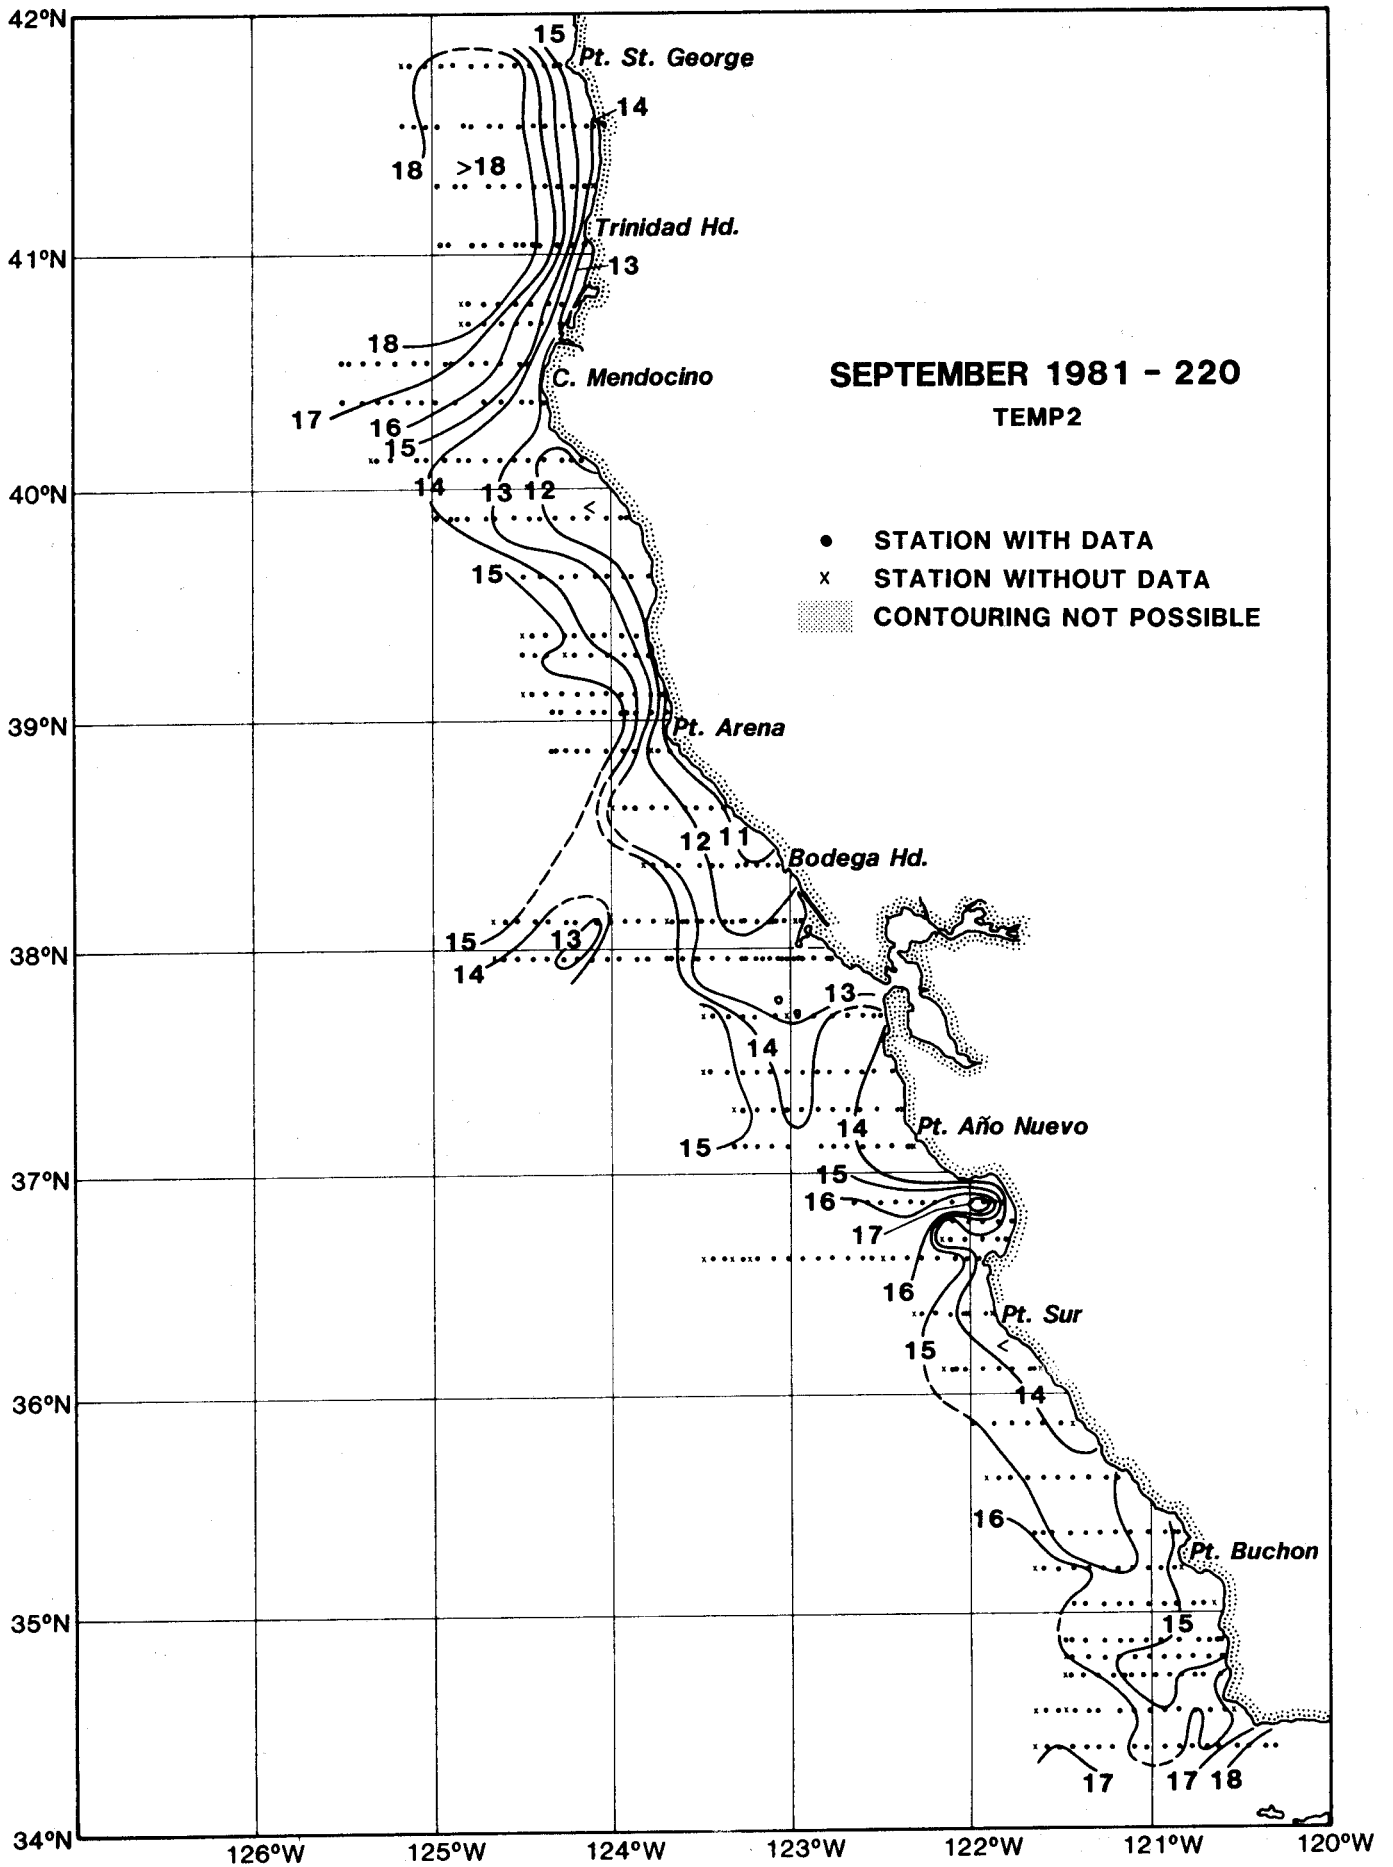 42°N
15
Pt. St. George
14
18
>18
Trinidad Hd.
41°N
13
18
C. Mendocino
SEPTEMBER 1981 - 220
TEMP2
17
16
15
40°N
14
13
12
<
● STATION WITH DATA
15
x STATION WITHOUT DATA
CONTOURING NOT POSSIBLE
39°N
Pt. Arena
12
11
Bodega Hd.
15
13
38°N
14
13
14
14
Pt. Año Nuevo
15
15
37°N
16
17
16
Pt. Sur
15
<
14
36°N
16
Pt. Buchon
35°N
15
17
17
18
34°N
126°W
125°W
124°W
123°W
122°W
121°W
120°W